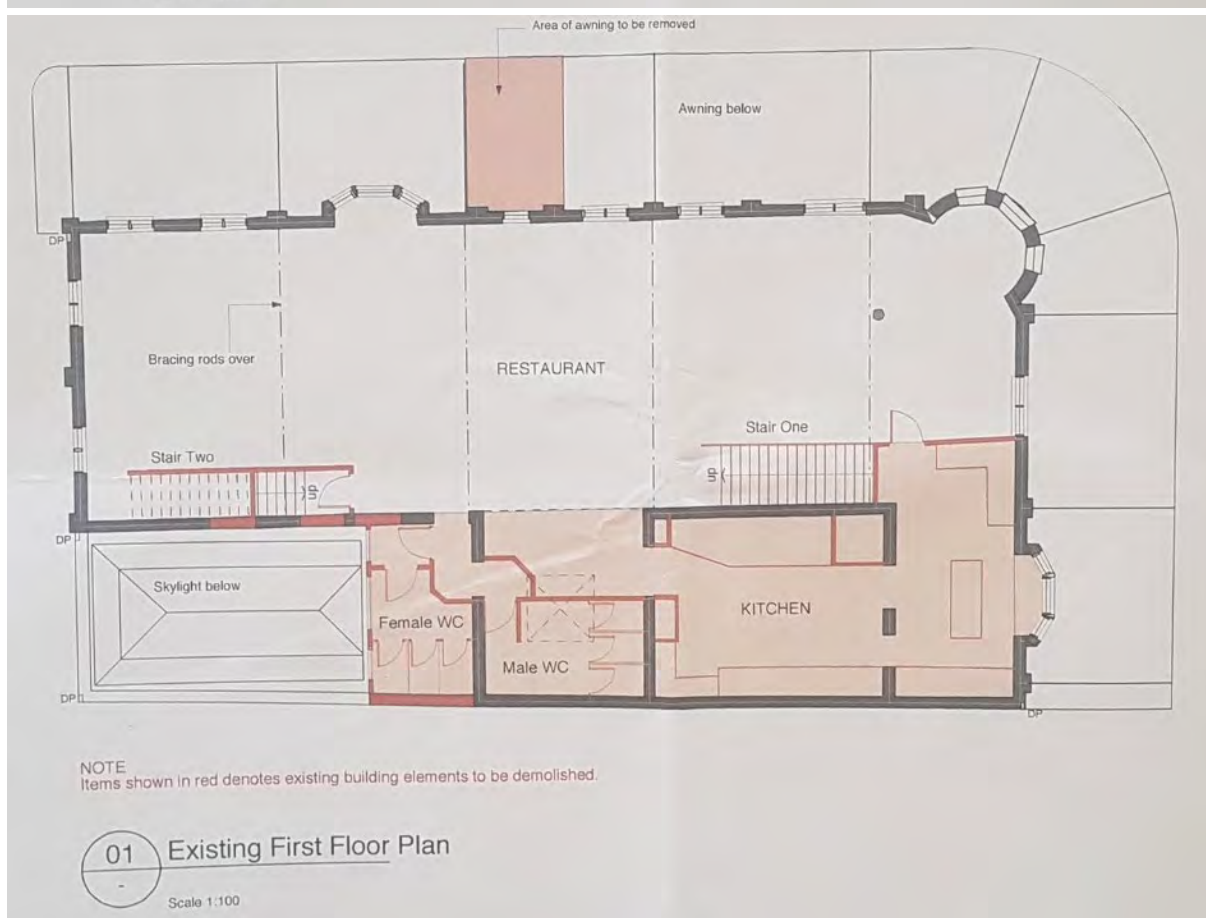 Area of awning to be removed
Awning below
DP
Bracing rods over
RESTAURANT
Stair One
Stair Two
UP
UP
DP
Skylight below
Female WC
KITCHEN
Male WC
DP
DP
NOTE
Items shown in red denotes existing building elements to be demolished.
01
-
Existing First Floor Plan
Scale 1:100